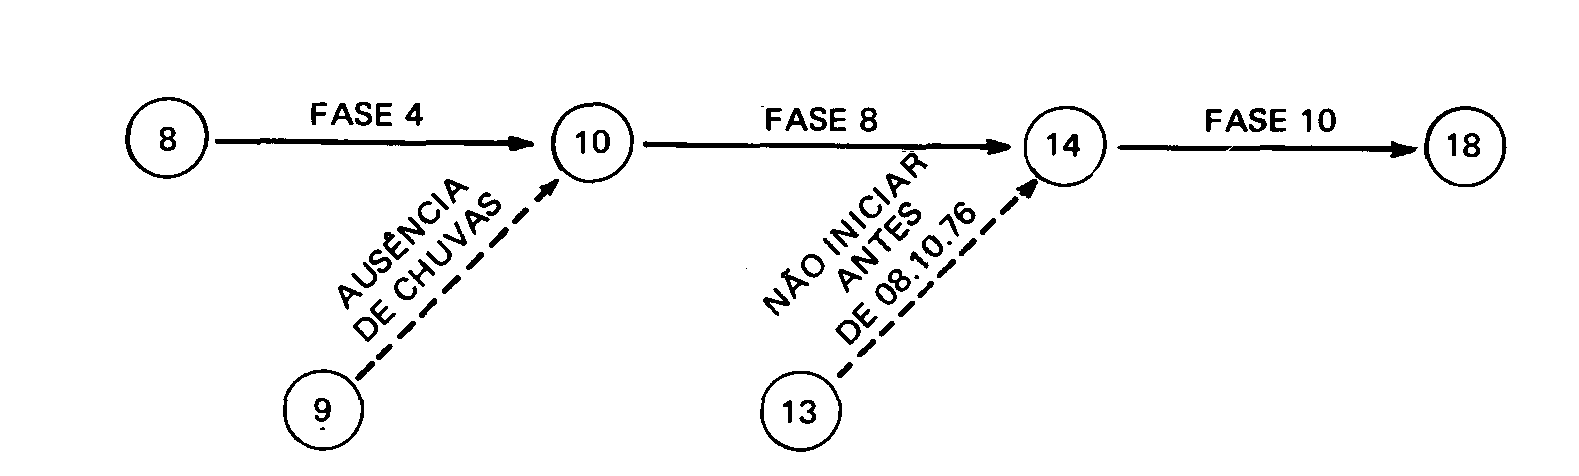 FASE 4
FASE 8
FASE 10
8
10
14
18
AUSÊNCIA
DE CHUVAS
NÃO INICIAR
ANTES
DE 08.10.76
9
13